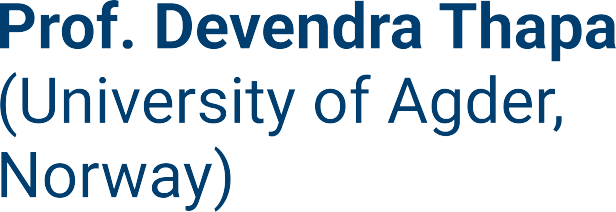 Prof. Devendra Thapa
(University of Agder,
Norway)